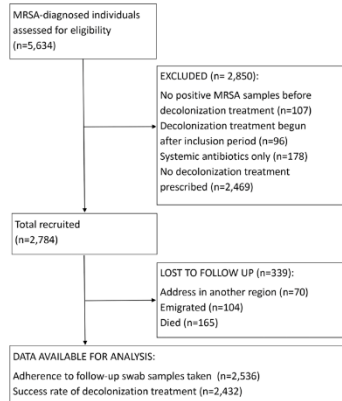 MRSA-diagnosed individuals
assessed for eligibility
(n=5,634)
EXCLUDED (n= 2,850):
No positive MRSA samples before
decolonization treatment (n=107)
Decolonization treatment begun
after inclusion period (n=96)
Systemic antibiotics only (n=178)
No decolonization treatment
prescribed (n=2,469)
Total recruited
(n=2,784)
LOST TO FOLLOW UP (n=339):
Address in another region (n=70)
Emigrated (n=104)
Died (n=165)
DATA AVAILABLE FOR ANALYSIS:
Adherence to follow-up swab samples taken (n=2,536)
Success rate of decolonization treatment (n=2,432)